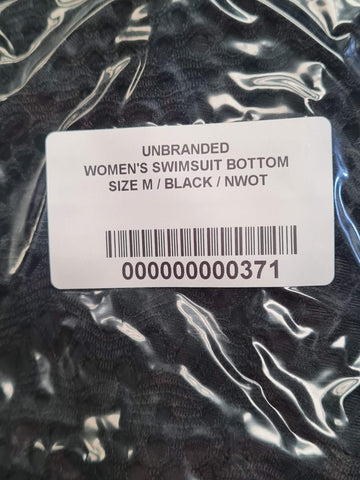 UNBRANDED
WOMEN'S SWIMSUIT BOTTOM
SIZE M / BLACK / NWOT
000000000371